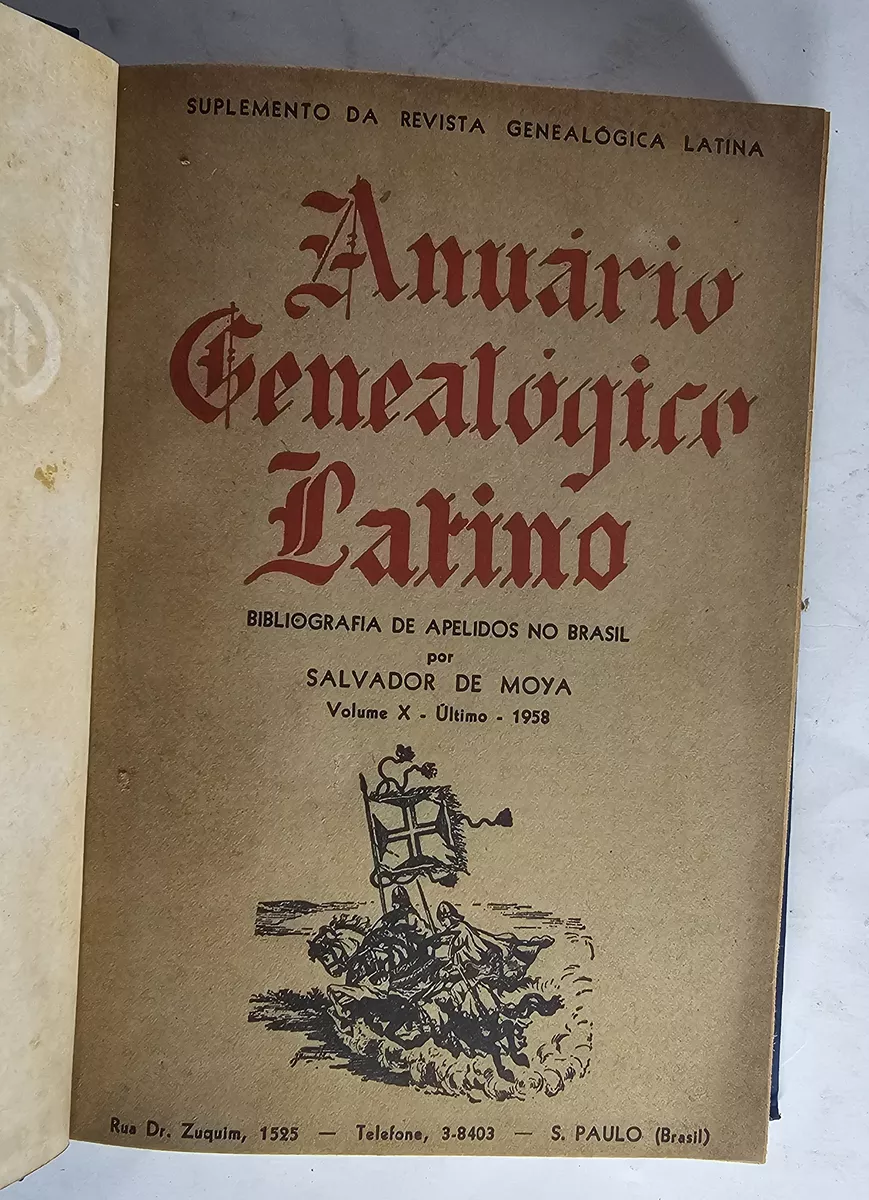 SUPLEMENTO DA REVISTA GENEALÓGICA LATINA
Anuário
Genealógico
Latino
BIBLIOGRAFIA DE APELIDOS NO BRASIL
por
SALVADOR DE MOYA
Volume X - Último - 1958
Rua Dr. Zuquim, 1525 — Telefone, 3-8403 — S. PAULO (Brasil)